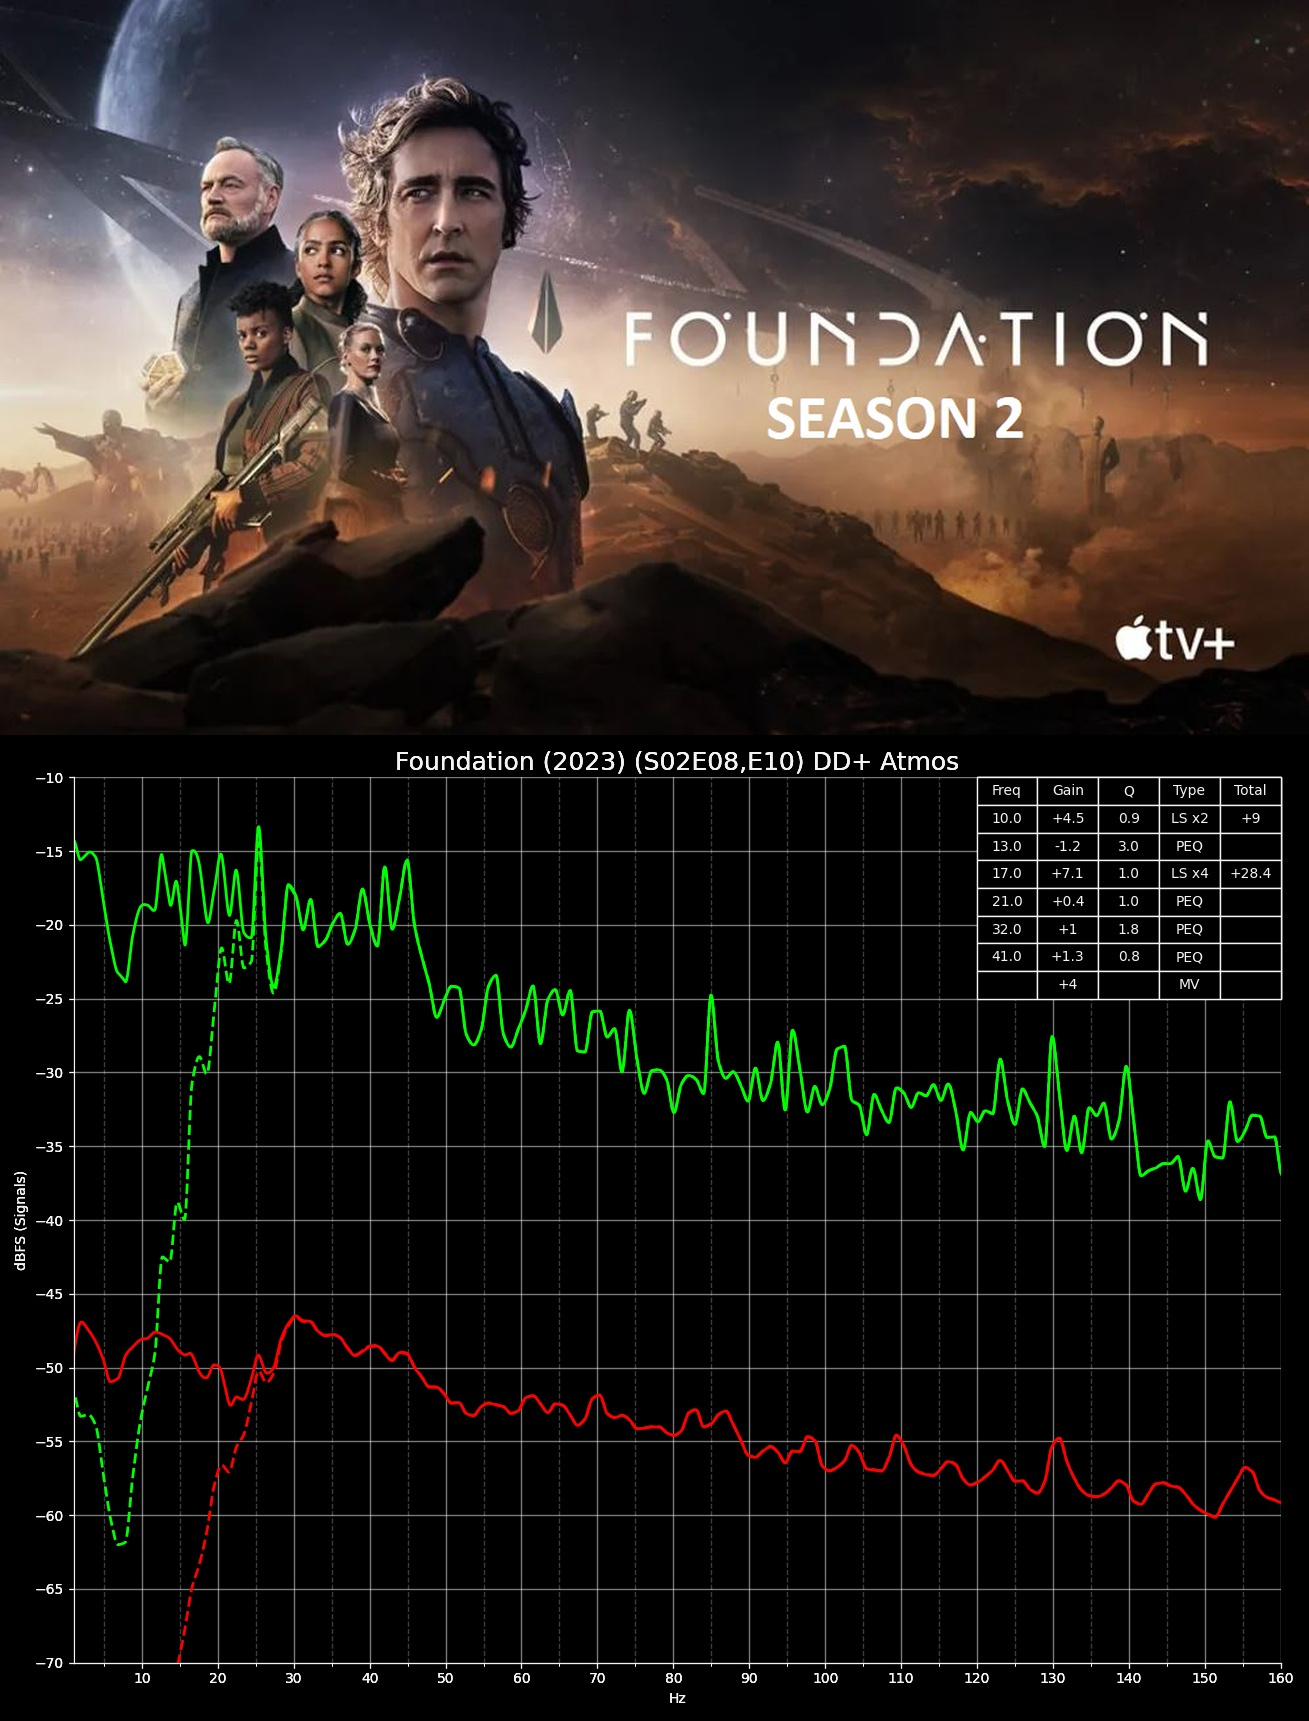 FOUNDATION
SEASON 2
tv+
Foundation (2023) (S02E08,E10) DD+ Atmos
Freq Gain Q Type Total
10.0 +4.5 0.9 LS x2 +9
13.0 -1.2 3.0 PEQ
17.0 +7.1 1.0 LS x4 +28.4
21.0 +0.4 1.0 PEQ
32.0 +1 1.8 PEQ
41.0 +1.3 0.8 PEQ
+4 MV
−10
−15
−20
−25
−30
−35
−40
−45
−50
−55
−60
−65
−70
dBFS (Signals)
10 20 30 40 50 60 70 80 90 100 110 120 130 140 150 160
Hz